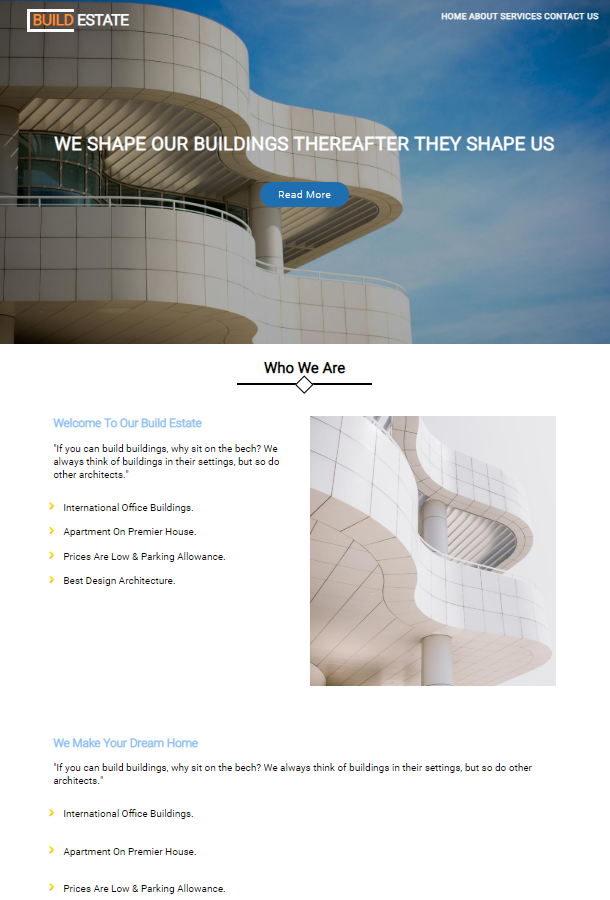 BUILD ESTATE
HOME ABOUT SERVICES CONTACT US
WE SHAPE OUR BUILDINGS THEREAFTER THEY SHAPE US
Read More
Who We Are
Welcome To Our Build Estate
"If you can build buildings, why sit on the bech? We
always think of buildings in their settings, but so do
other architects."
International Office Buildings.
Apartment On Premier House.
Prices Are Low & Parking Allowance.
Best Design Architecture.
We Make Your Dream Home
"If you can build buildings, why sit on the bech? We always think of buildings in their settings, but so do other
architects."
International Office Buildings.
Apartment On Premier House.
Prices Are Low & Parking Allowance.